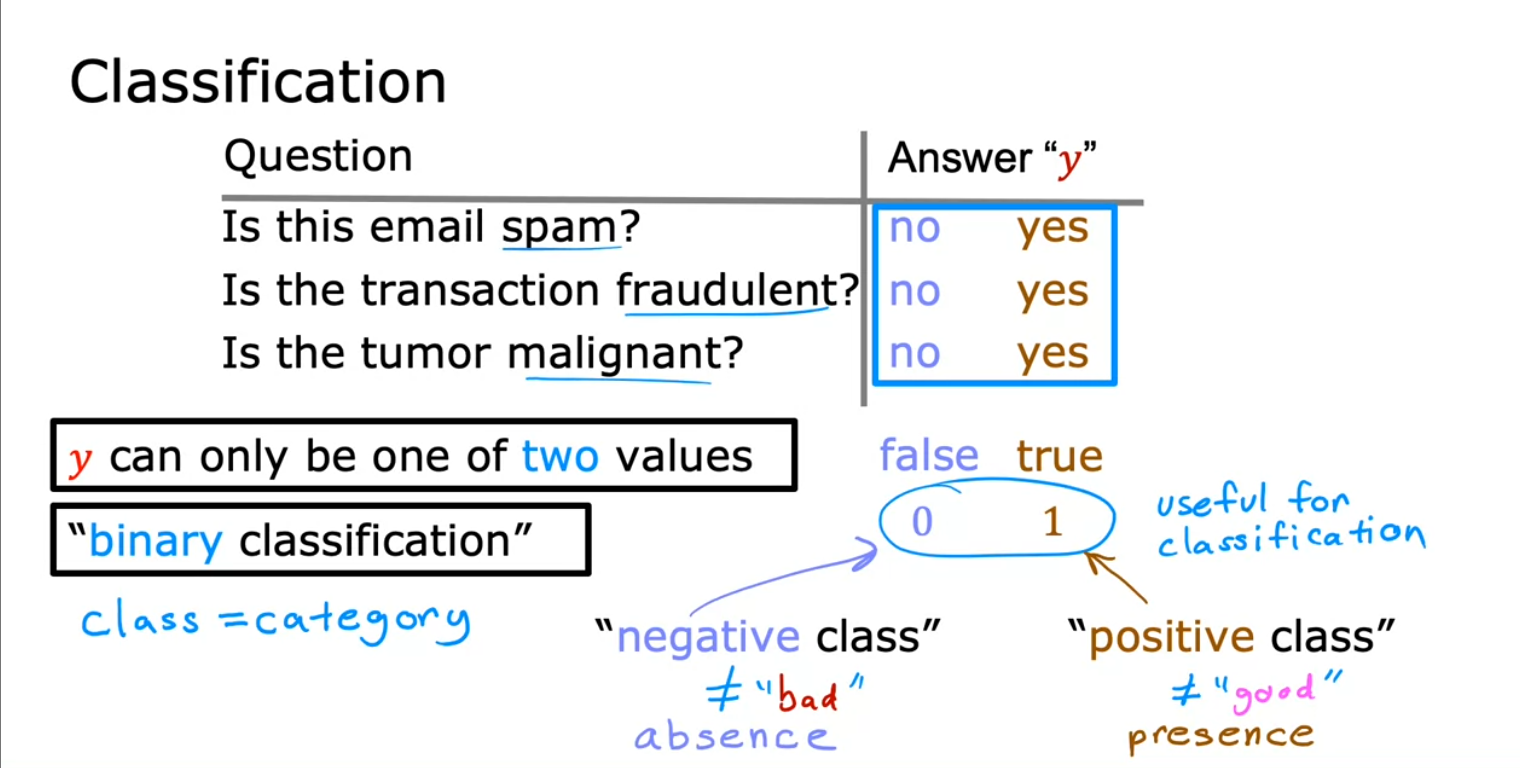 Classification
Question Answer “y”
Is this email spam? no yes
Is the transaction fraudulent? no yes
Is the tumor malignant? no yes
y can only be one of two values false true
0 1 useful for
classification
“binary classification”
class = category
“negative class” “positive class”
≠ “bad” ≠ “good”
absence presence